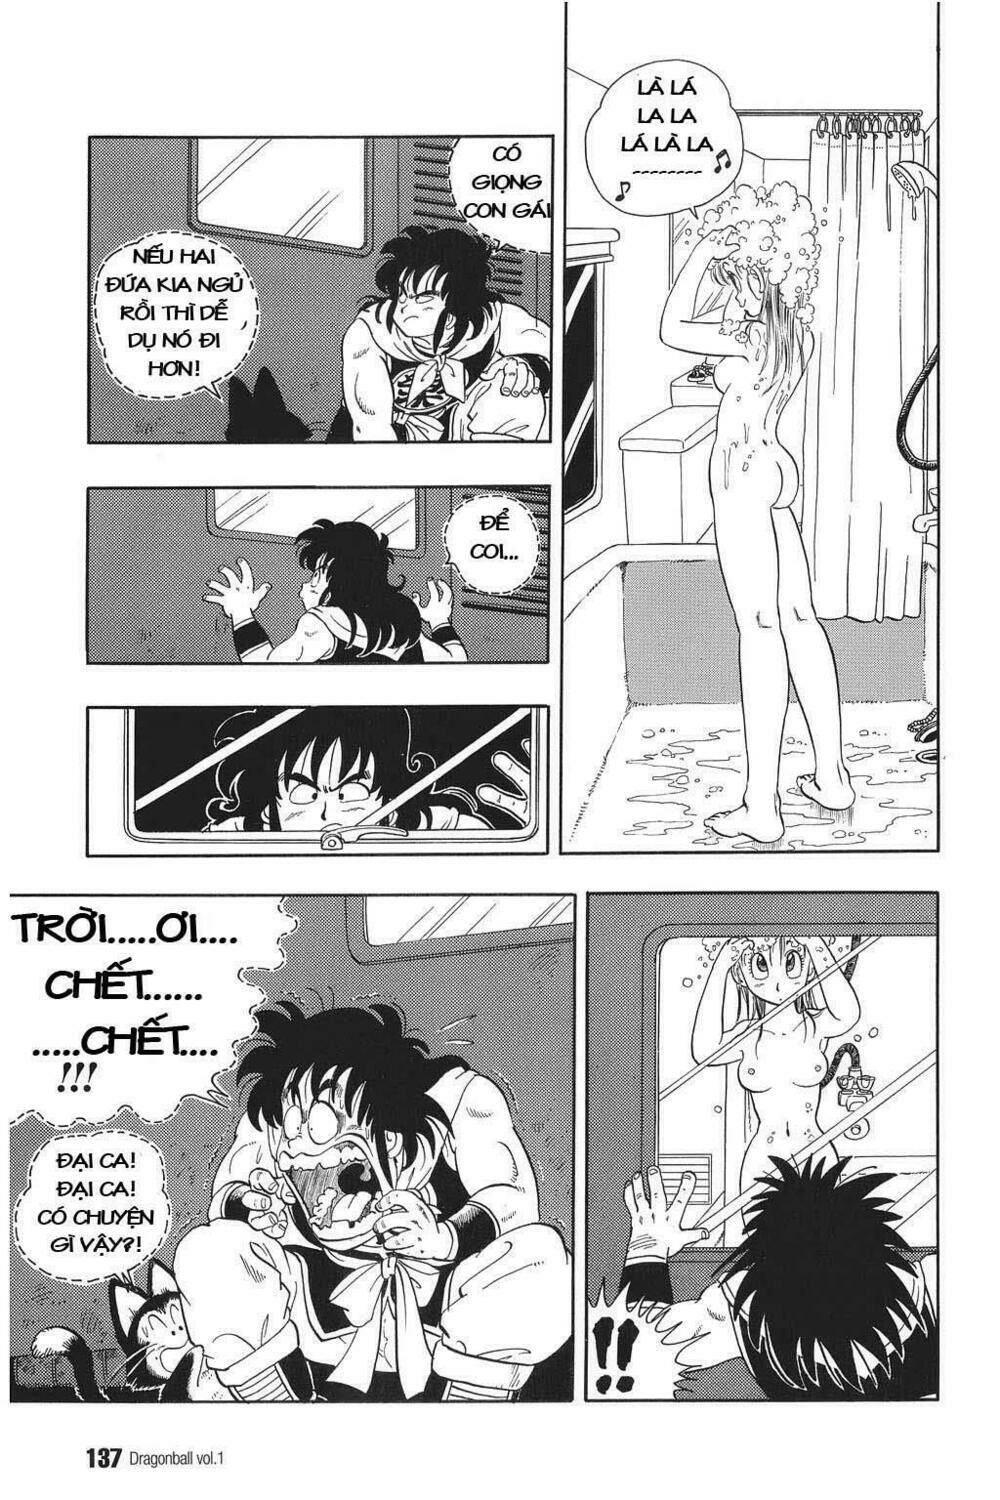 LÀ LÁ
LA LA
LÁ LÀ LA
CÓ
GIỌNG
CON GÁI
NẾU HAI
ĐỨA KIA NGỦ
RỒI THÌ DỄ
DỤ NÓ ĐI
HƠN!
ĐỂ
COI...
!!
TRỜI.....ƠI....
CHẾT......
.....CHẾT....
!!!
ĐẠI CA!
ĐẠI CA!
CÓ CHUYỆN
GÌ VẬY?!
137 Dragonball vol.1